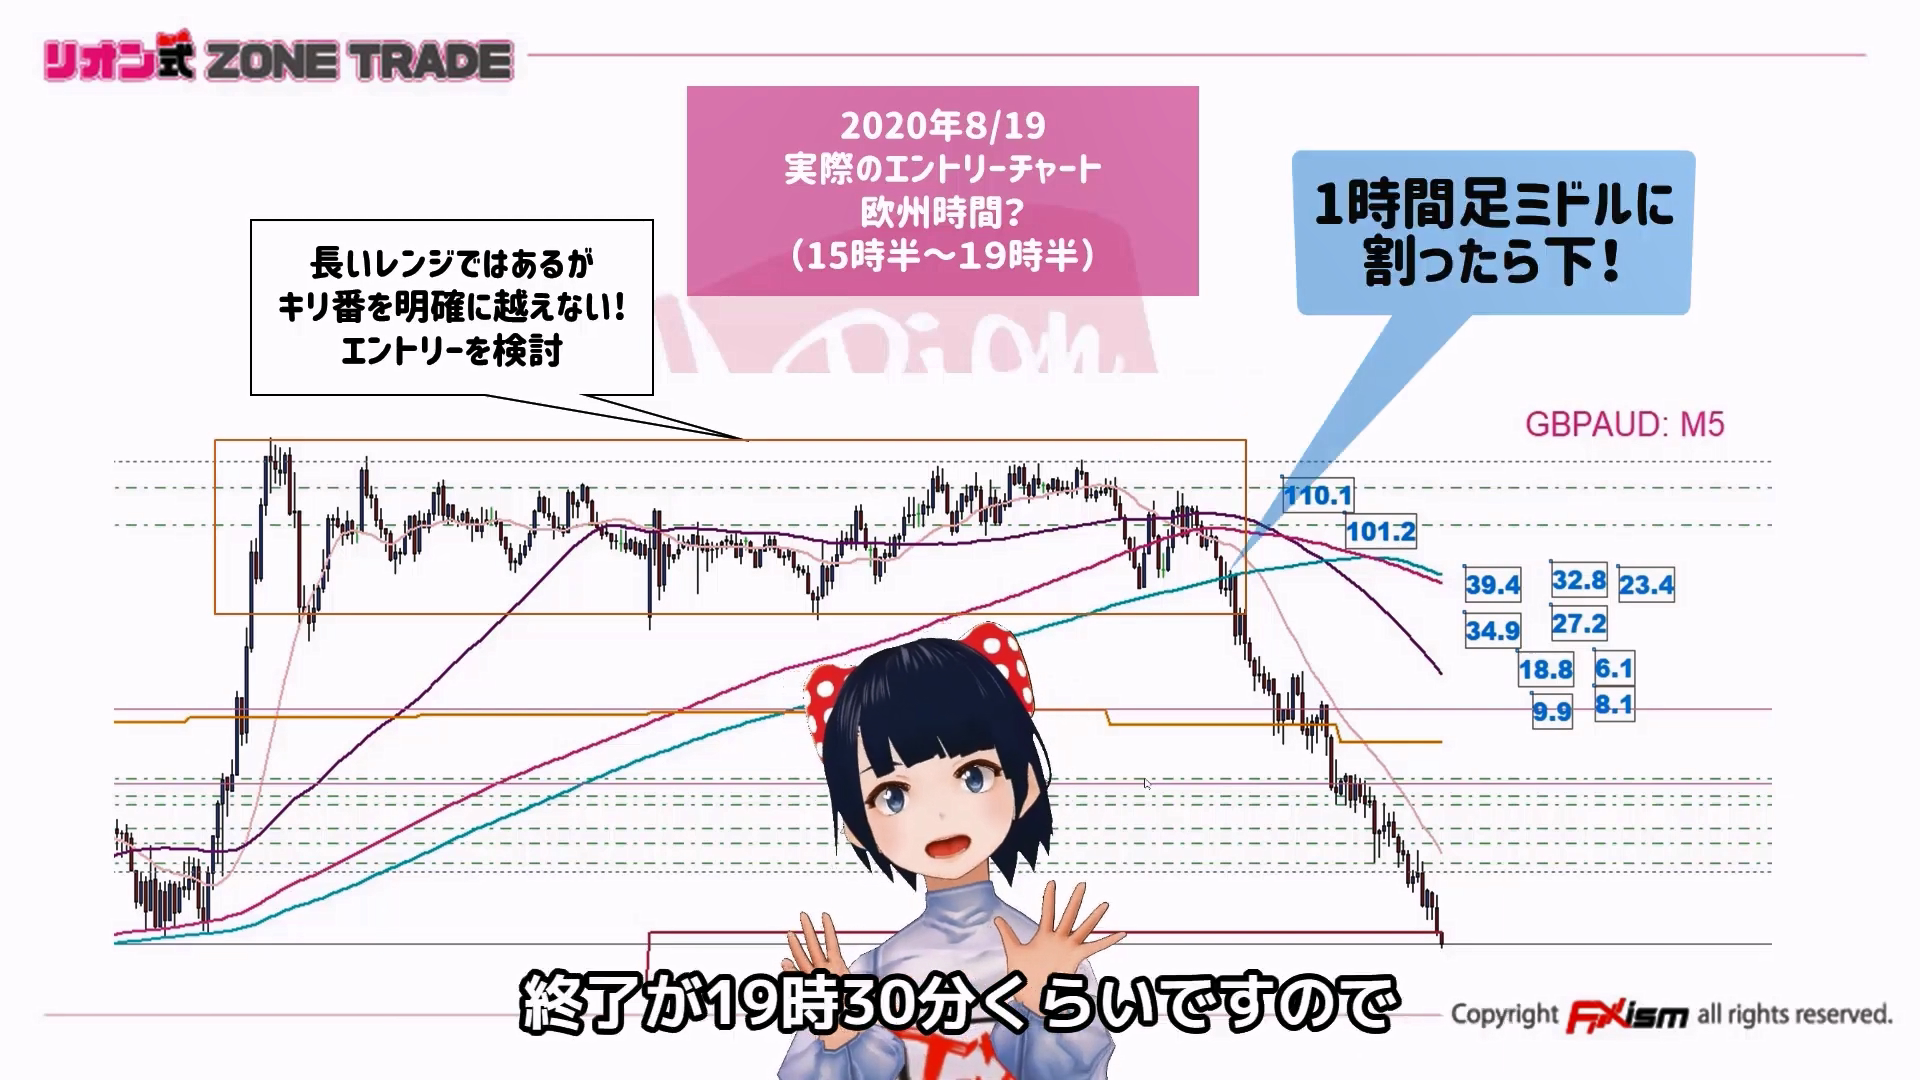 リオン式 ZONE TRADE
2020年8/19
実際のエントリーチャート
欧州時間?
(15時半～19時半)
長いレンジではあるが
キリ番を明確に越えない!
エントリーを検討
1時間足ミドルに
割ったら下!
Rion
GBPAUD: M5
110.1
101.2
39.4
32.8
23.4
34.9
27.2
18.8
6.1
9.9
8.1
終了が19時30分くらいですので
Copyright FXism all rights reserved.